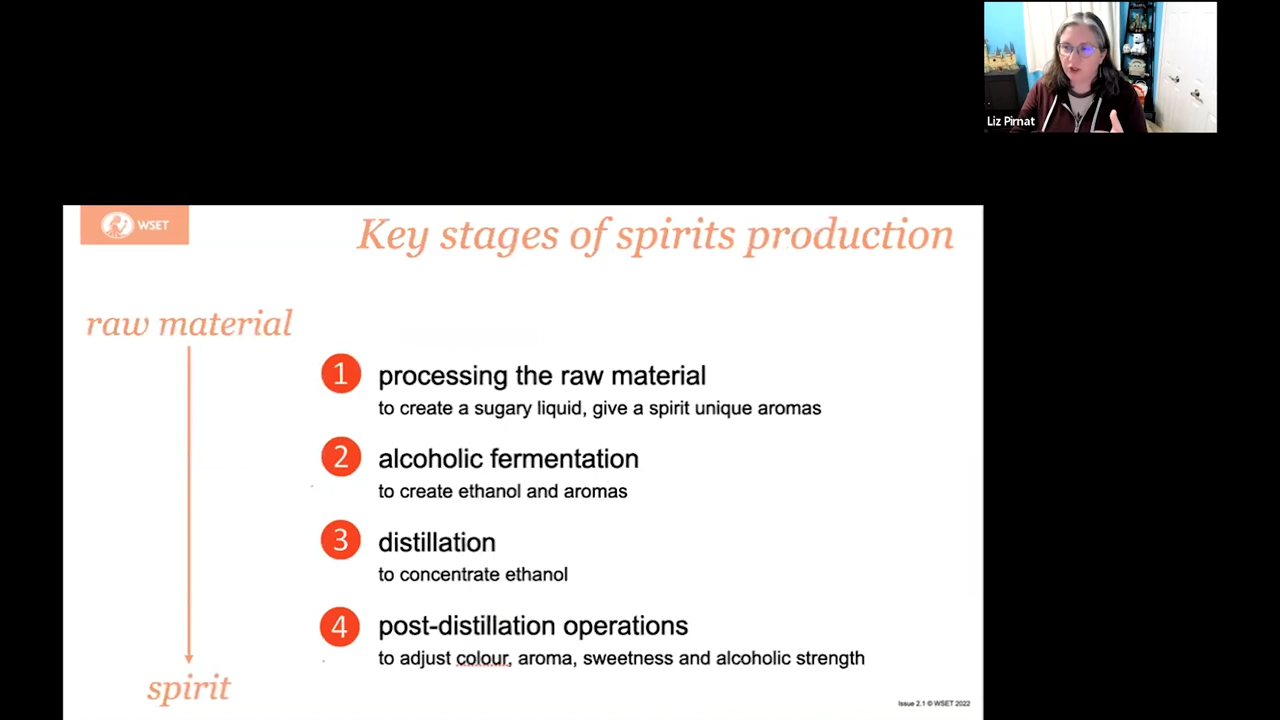 Liz Pirnat
WSET
Key stages of spirits production
raw material
1 processing the raw material
to create a sugary liquid, give a spirit unique aromas
2 alcoholic fermentation
to create ethanol and aromas
3 distillation
to concentrate ethanol
4 post-distillation operations
to adjust colour, aroma, sweetness and alcoholic strength
spirit
Issue 2.1 © WSET 2022